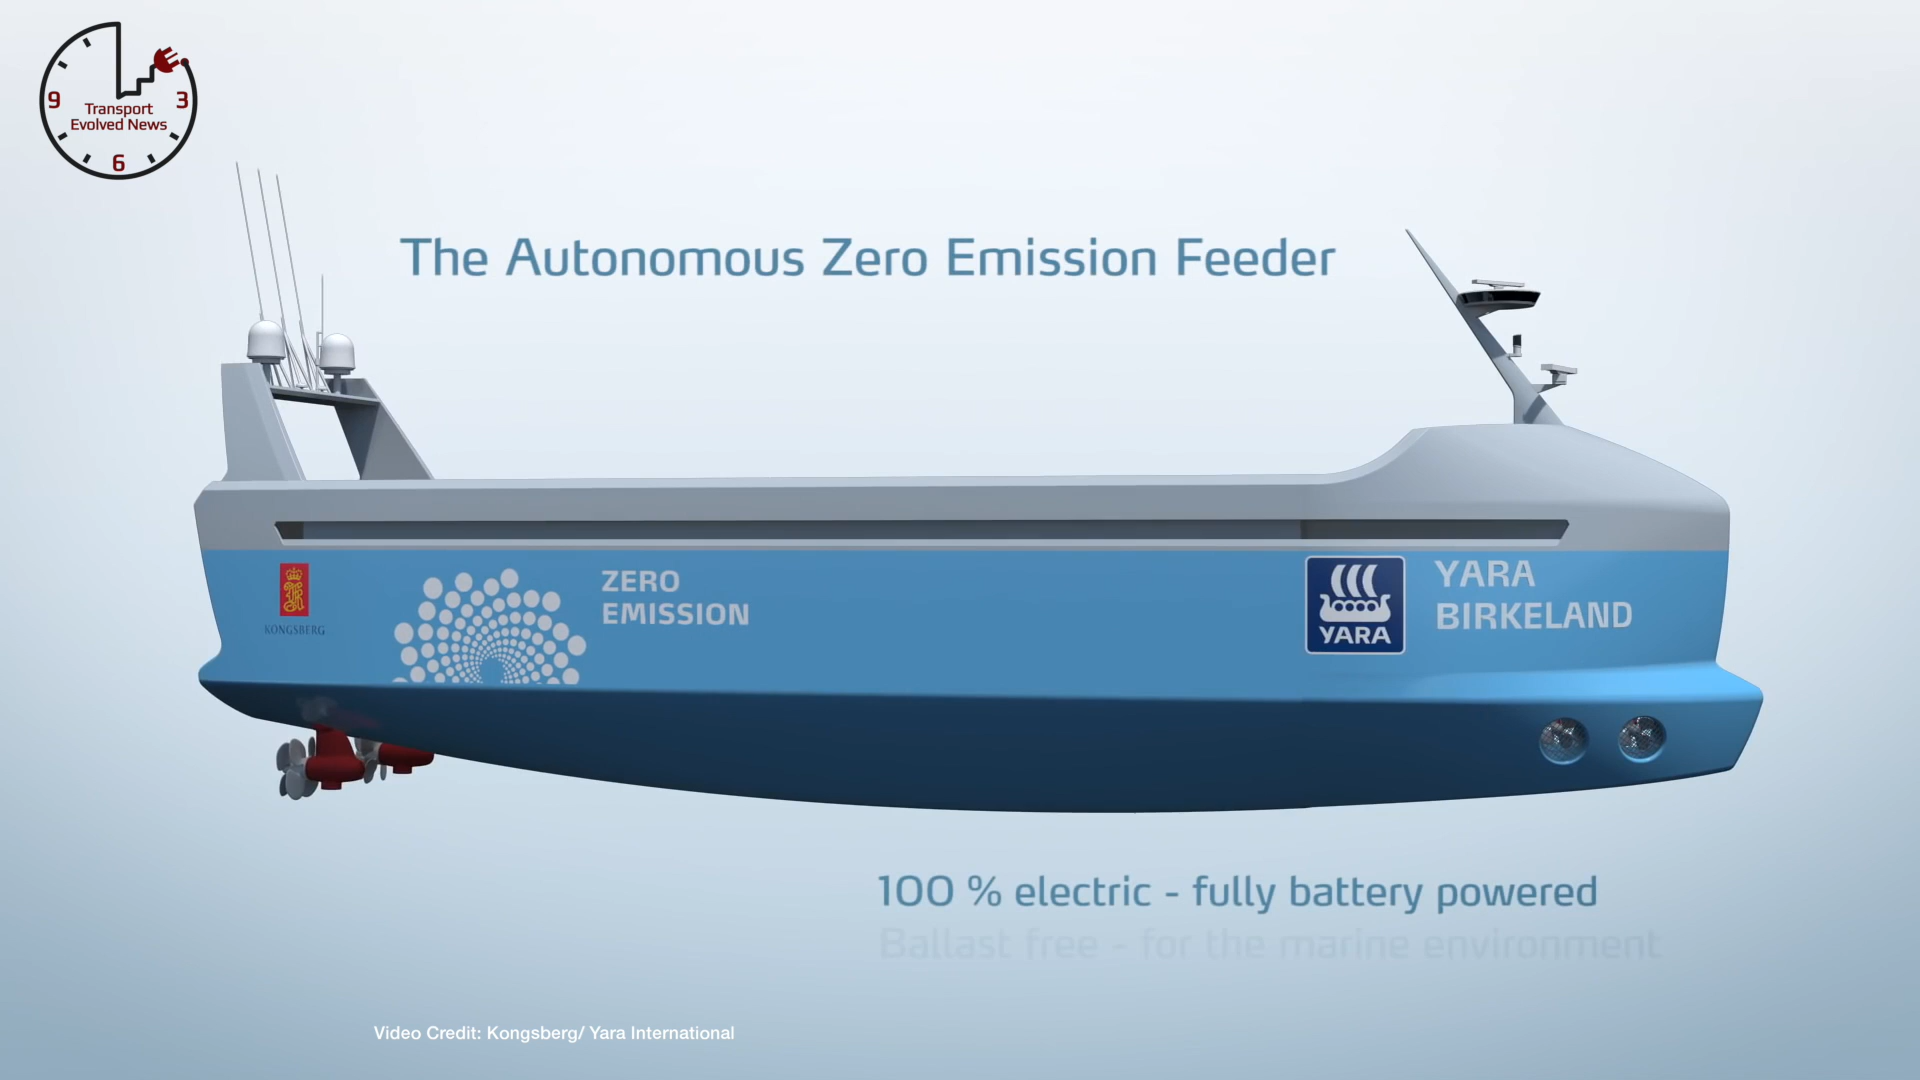 9
3
Transport
Evolved News
6
The Autonomous Zero Emission Feeder
KONGSBERG
ZERO
EMISSION
YARA
YARA
BIRKELAND
100 % electric - fully battery powered
Ballast free - for the marine environment
Video Credit: Kongsberg/ Yara International